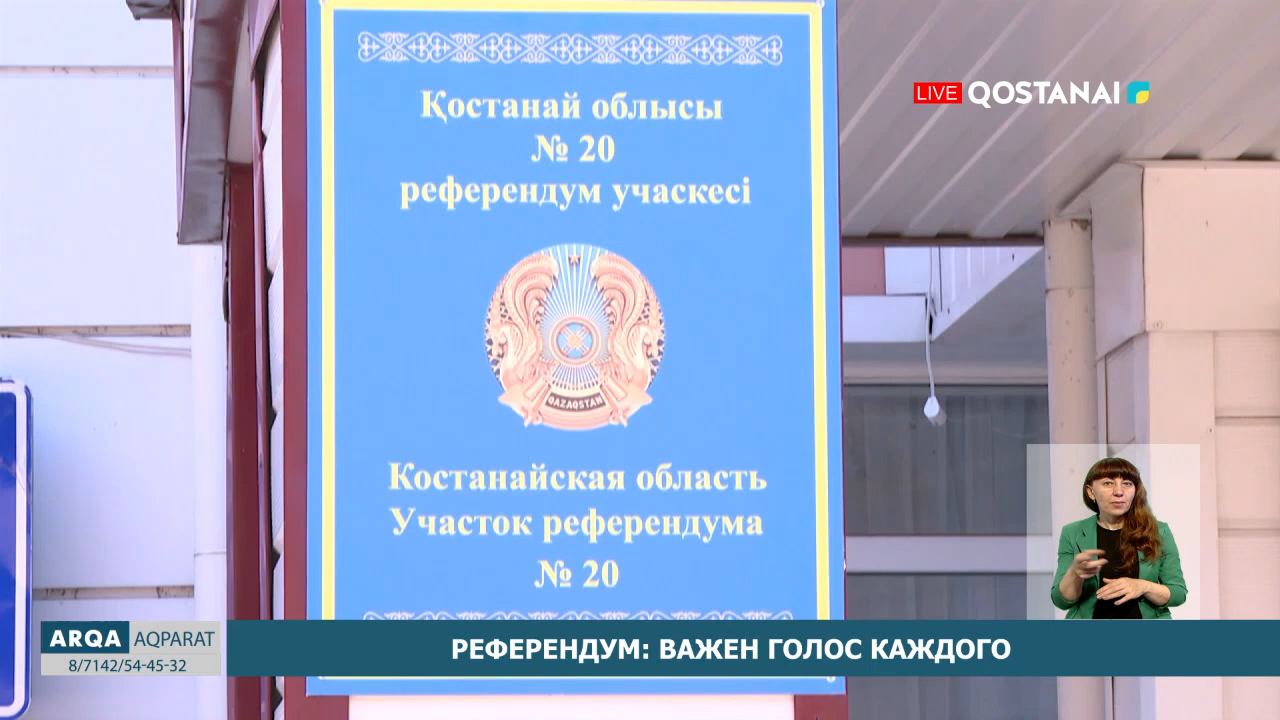 Қостанай облысы
№ 20
референдум учаскесі
QAZAQSTAN
Костанайская область
Участок референдума
№ 20
LIVE QOSTANAI
ARQA AQPARAT
8/7142/54-45-32
РЕФЕРЕНДУМ: ВАЖЕН ГОЛОС КАЖДОГО